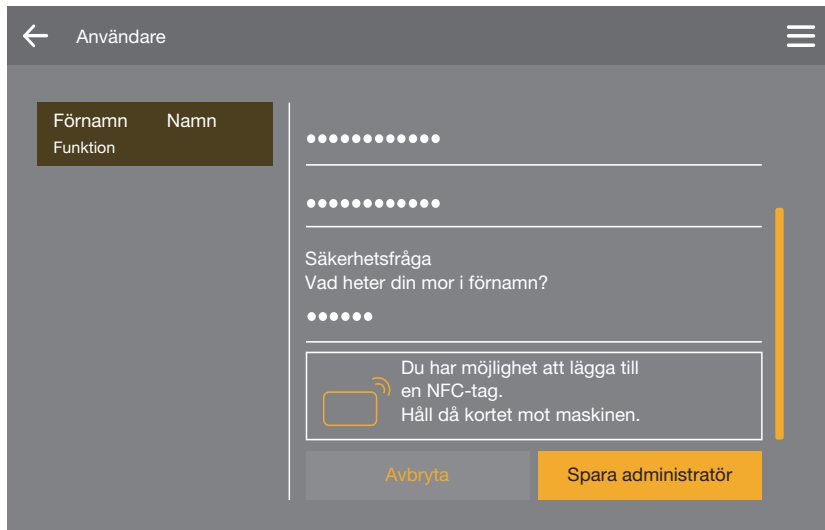 Användare
Förnamn Namn
Funktion
●●●●●●●●●●●●
●●●●●●●●●●●●
Säkerhetsfråga
Vad heter din mor i förnamn?
●●●●●●
Du har möjlighet att lägga till
en NFC-tag.
Håll då kortet mot maskinen.
Avbryta
Spara administratör